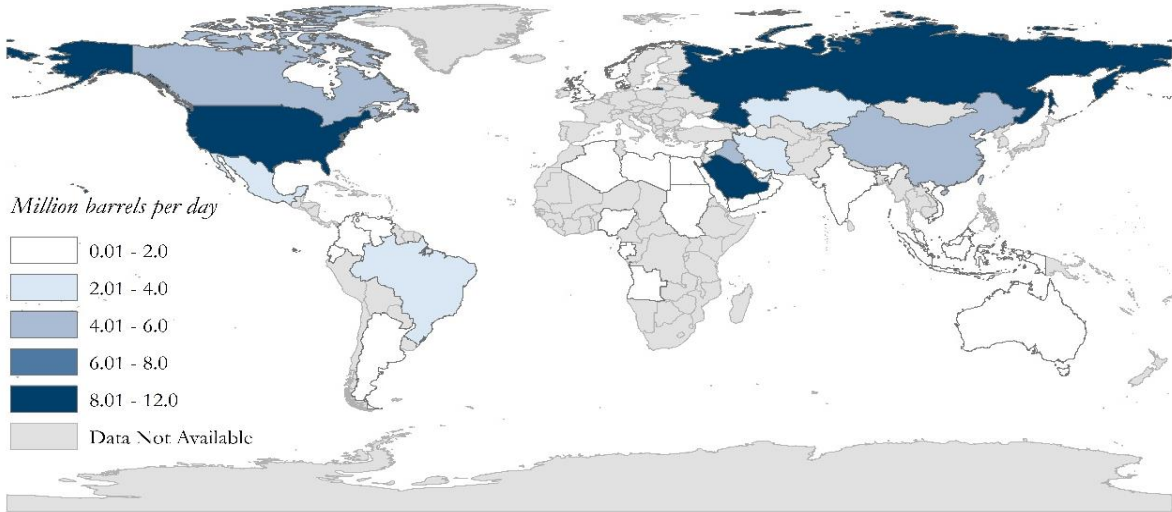 Million barrels per day
0.01 - 2.0
2.01 - 4.0
4.01 - 6.0
6.01 - 8.0
8.01 - 12.0
Data Not Available